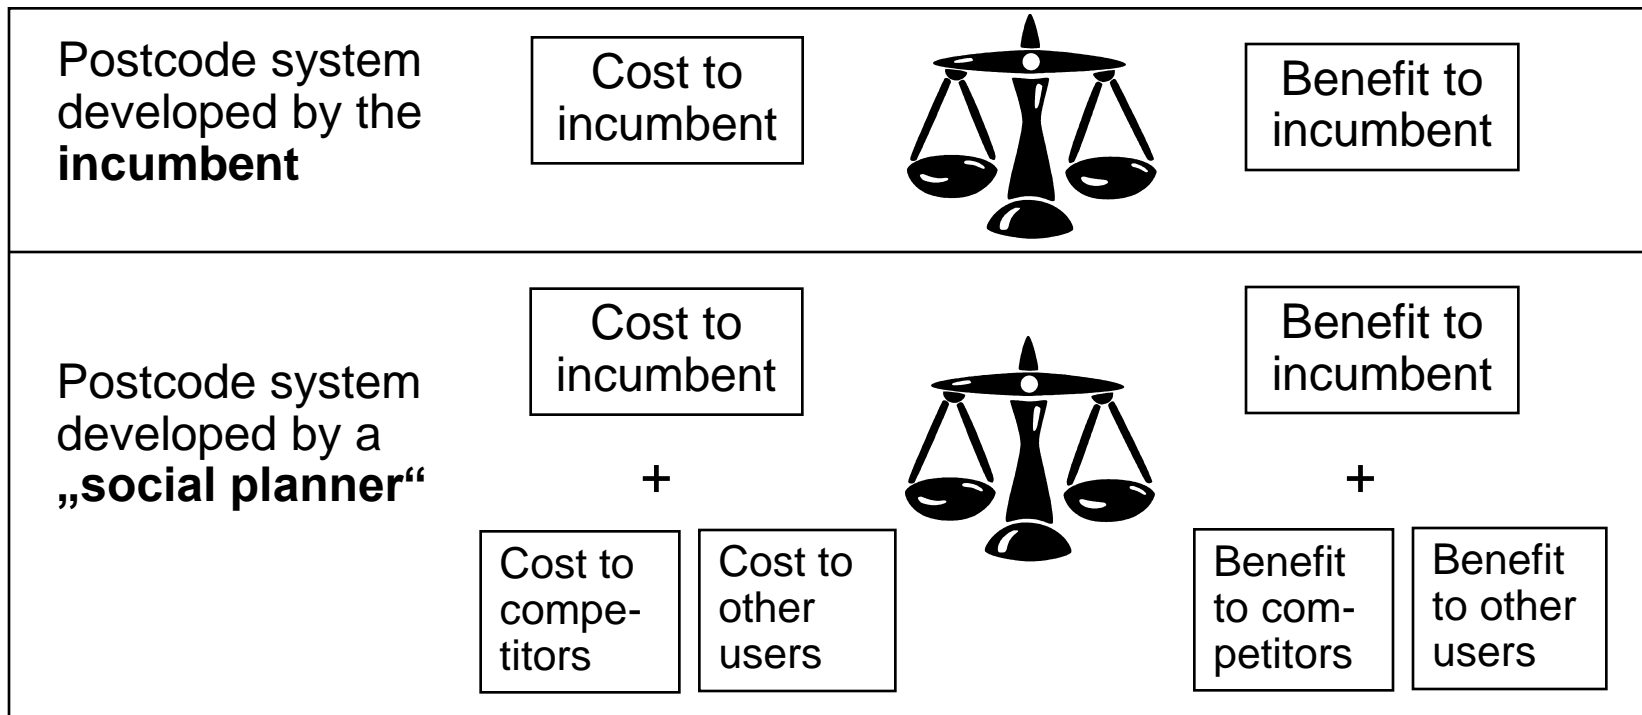 Postcode system
developed by the
incumbent
Cost to
incumbent
Benefit to
incumbent
Postcode system
developed by a
„social planner“
Cost to
incumbent
+
Cost to
compe-
titors
Cost to
other
users
Benefit to
incumbent
+
Benefit
to com-
petitors
Benefit
to other
users